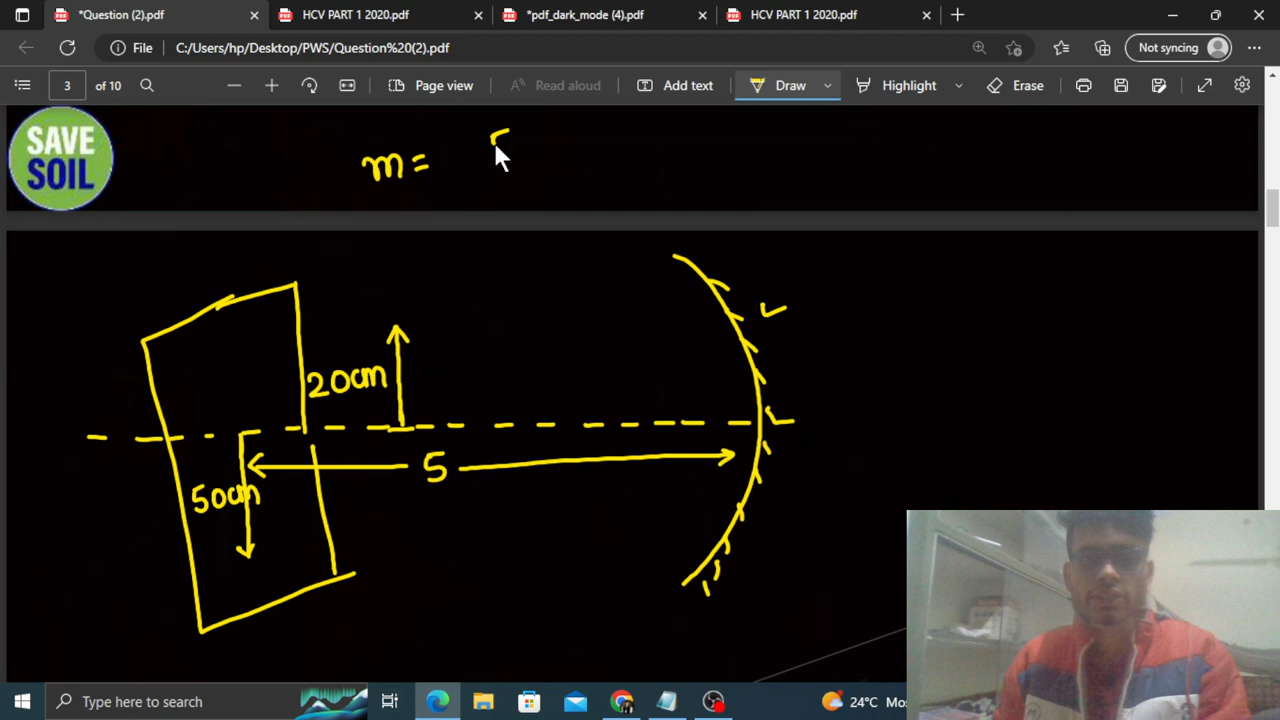 *Question (2).pdf
HCV PART 1 2020.pdf
*pdf_dark_mode (4).pdf
HCV PART 1 2020.pdf
File
C:/Users/hp/Desktop/PWS/Question%20(2).pdf
Not syncing
3 of 10
Page view
Read aloud
Add text
Draw
Highlight
Erase
SAVE
SOIL
m =
20cm
5
50cm
Type here to search
24°C